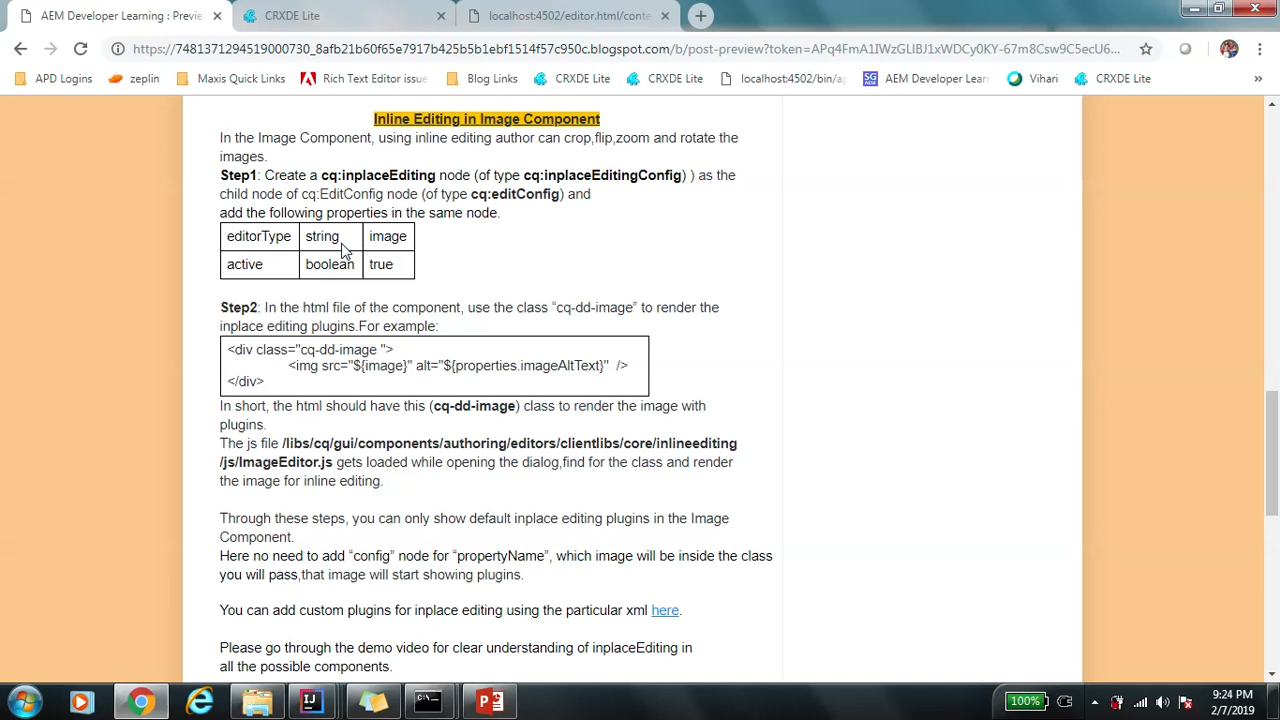 AEM Developer Learning : Previe
CRXDE Lite
localhost:4502/editor.html/conte
https://7481371294519000730_8afb21b60f65e7917b425b5b1ebf1514f57c950c.blogspot.com/b/post-preview?token=APq4FmA1IWzGLIBJ1xWDCy0KY-67m8Csw9C5ecU6...
APD Logins
zeplin
Maxis Quick Links
Rich Text Editor issue
Blog Links
CRXDE Lite
CRXDE Lite
localhost:4502/bin/ap
AEM Developer Learn
Vihari
CRXDE Lite
»
Inline Editing in Image Component
In the Image Component, using inline editing author can crop,flip,zoom and rotate the
images.
Step1: Create a cq:inplaceEditing node (of type cq:inplaceEditingConfig) ) as the
child node of cq:EditConfig node (of type cq:editConfig) and
add the following properties in the same node.
editorType string image
active boolean true
Step2: In the html file of the component, use the class “cq-dd-image” to render the
inplace editing plugins.For example:
<div class="cq-dd-image ">
<img src="${image}" alt="${properties.imageAltText}" />
</div>
In short, the html should have this (cq-dd-image) class to render the image with
plugins.
The js file /libs/cq/gui/components/authoring/editors/clientlibs/core/inlineediting
/js/ImageEditor.js gets loaded while opening the dialog,find for the class and render
the image for inline editing.
Through these steps, you can only show default inplace editing plugins in the Image
Component.
Here no need to add “config” node for “propertyName”, which image will be inside the class
you will pass,that image will start showing plugins.
You can add custom plugins for inplace editing using the particular xml here.
Please go through the demo video for clear understanding of inplaceEditing in
all the possible components.
100%
9:24 PM
2/7/2019